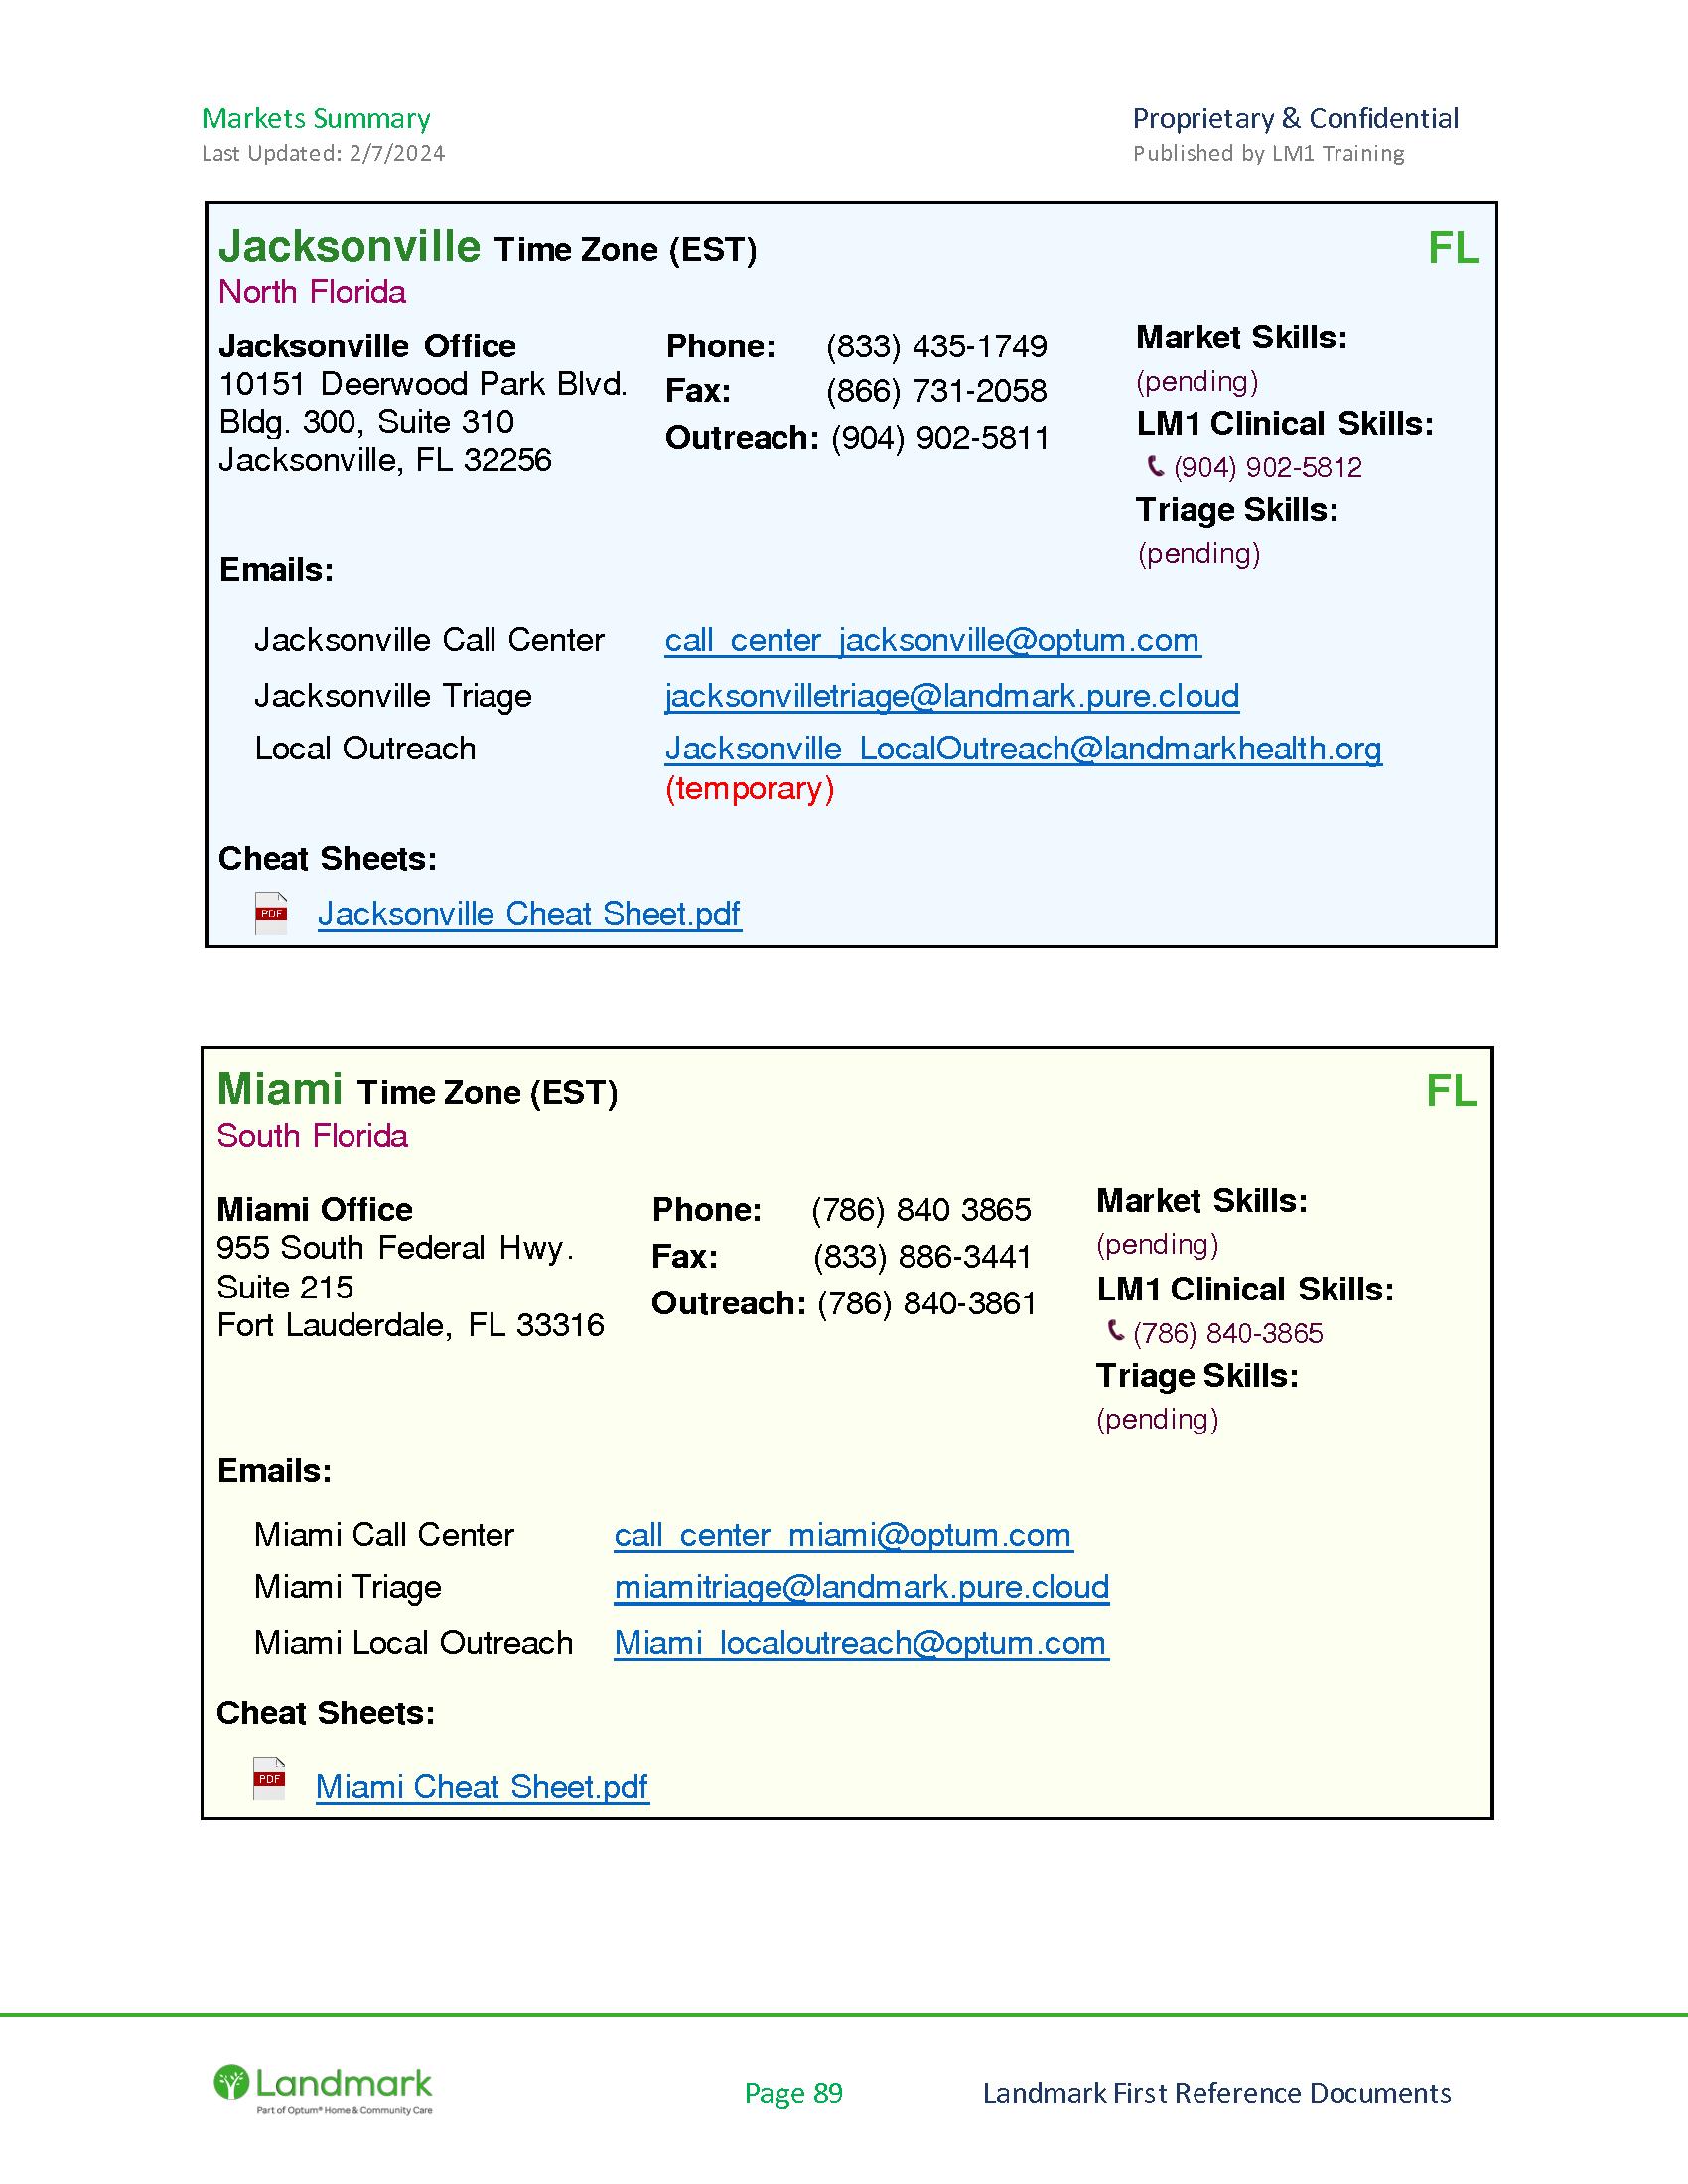 Markets Summary
Proprietary & Confidential
Last Updated: 2/7/2024
Published by LM1 Training
Jacksonville Time Zone (EST)
FL
North Florida
Jacksonville Office
10151 Deerwood Park Blvd.
Bldg. 300, Suite 310
Jacksonville, FL 32256
Phone: (833) 435-1749
Fax: (866) 731-2058
Outreach: (904) 902-5811
Market Skills:
(pending)
LM1 Clinical Skills:
(904) 902-5812
Triage Skills:
(pending)
Emails:
Jacksonville Call Center call_center_jacksonville@optum.com
Jacksonville Triage jacksonvilletriage@landmark.pure.cloud
Local Outreach Jacksonville_LocalOutreach@landmarkhealth.org
(temporary)
Cheat Sheets:
PDF Jacksonville Cheat Sheet.pdf
Miami Time Zone (EST)
FL
South Florida
Miami Office
955 South Federal Hwy.
Suite 215
Fort Lauderdale, FL 33316
Phone: (786) 840 3865
Fax: (833) 886-3441
Outreach: (786) 840-3861
Market Skills:
(pending)
LM1 Clinical Skills:
(786) 840-3865
Triage Skills:
(pending)
Emails:
Miami Call Center call_center_miami@optum.com
Miami Triage miamitriage@landmark.pure.cloud
Miami Local Outreach Miami_localoutreach@optum.com
Cheat Sheets:
PDF Miami Cheat Sheet.pdf
Landmark
Part of Optum® Home & Community Care
Page 89
Landmark First Reference Documents